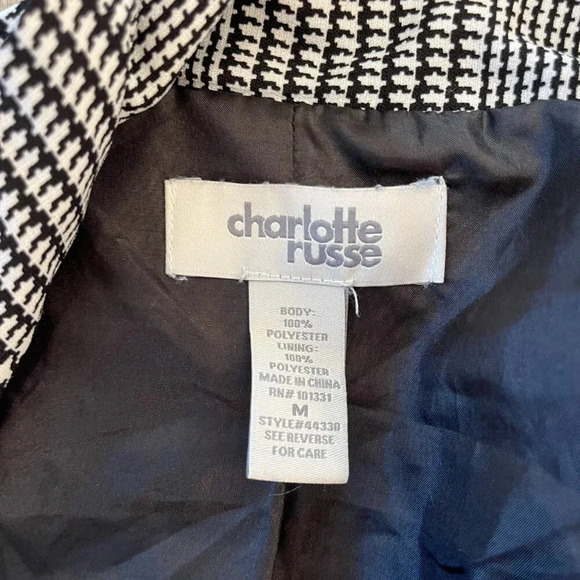 charlotte
russe
BODY:
100%
POLYESTER
LINING:
100%
POLYESTER
MADE IN CHINA
RN# 101331
M
STYLE#44330
SEE REVERSE
FOR CARE